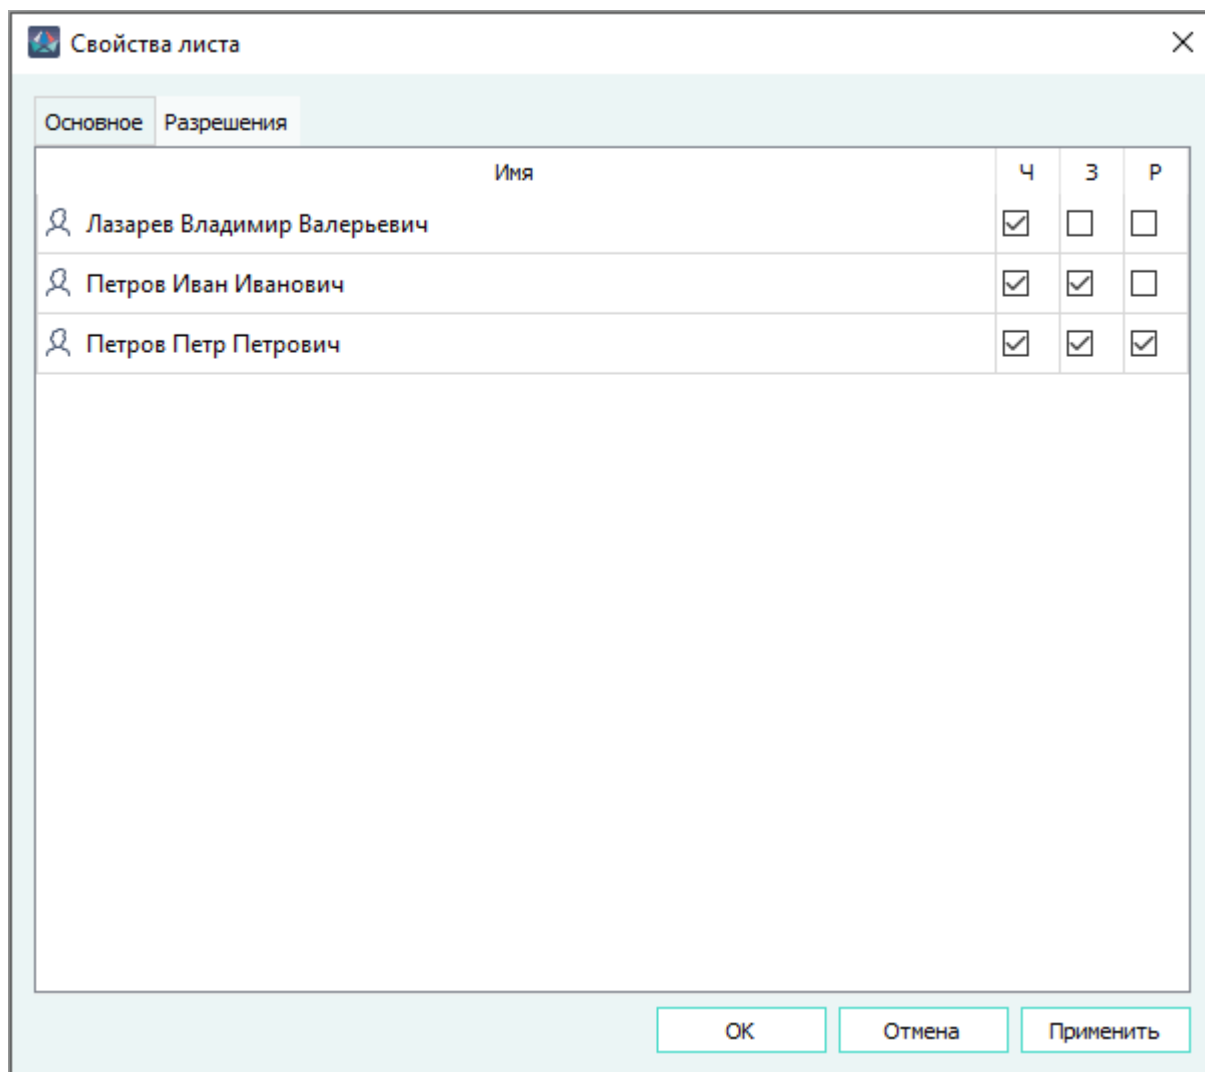 Свойства листа
Основное Разрешения
Имя Ч З Р
Лазарев Владимир Валерьевич
Петров Иван Иванович
Петров Петр Петрович
ОК Отмена Применить